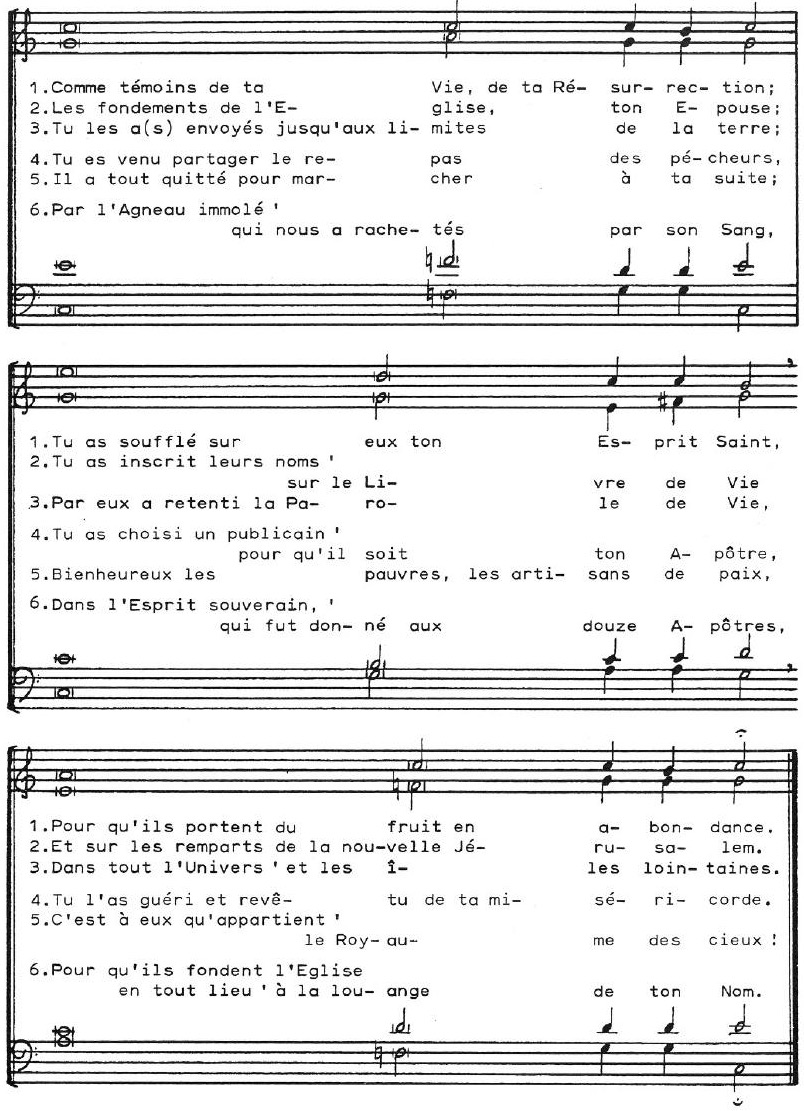 1.Comme témoins de ta Vie, de ta Ré- sur- rec- tion;
2.Les fondements de l'E- glise, ton E- pouse;
3.Tu les a(s) envoyés jusqu'aux li- mites de la terre;
4.Tu es venu partager le re- pas des pé- cheurs,
5.Il a tout quitté pour mar- cher à ta suite;
6.Par l'Agneau immolé '
qui nous a rache- tés par son Sang,
1.Tu as soufflé sur eux ton Es- prit Saint,
2.Tu as inscrit leurs noms '
sur le Li- vre de Vie
3.Par eux a retenti la Pa- ro- le de Vie,
4.Tu as choisi un publicain '
pour qu'il soit ton A- pôtre,
5.Bienheureux les pauvres, les arti- sans de paix,
6.Dans l'Esprit souverain, '
qui fut don- né aux douze A- pôtres,
1.Pour qu'ils portent du fruit en a- bon- dance.
2.Et sur les remparts de la nou-velle Jé- ru- sa- lem.
3.Dans tout l'Univers ' et les î- les loin- taines.
4.Tu l'as guéri et revê- tu de ta mi- sé- ri- corde.
5.C'est à eux qu'appartient '
le Roy- au- me des cieux !
6.Pour qu'ils fondent l'Eglise
en tout lieu ' à la lou- ange de ton Nom.